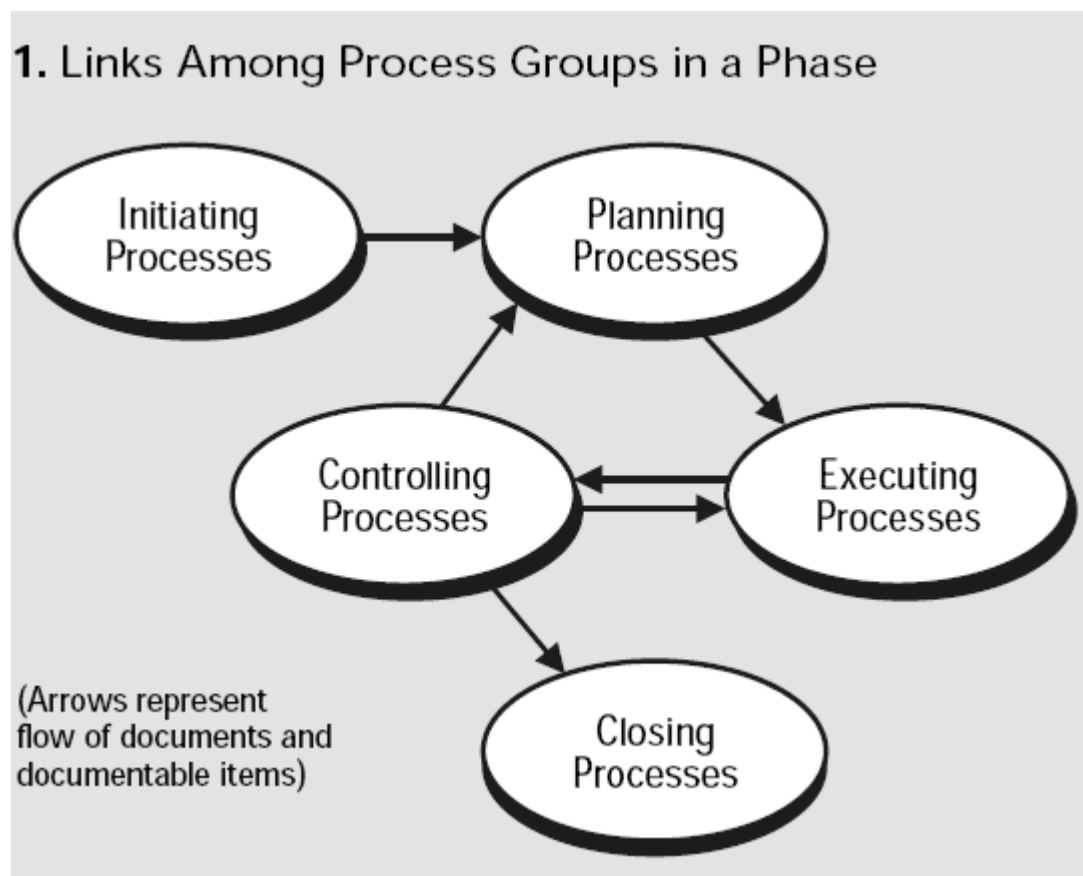 1. Links Among Process Groups in a Phase
Initiating
Processes
Planning
Processes
Controlling
Processes
Executing
Processes
(Arrows represent
flow of documents and
documentable items)
Closing
Processes